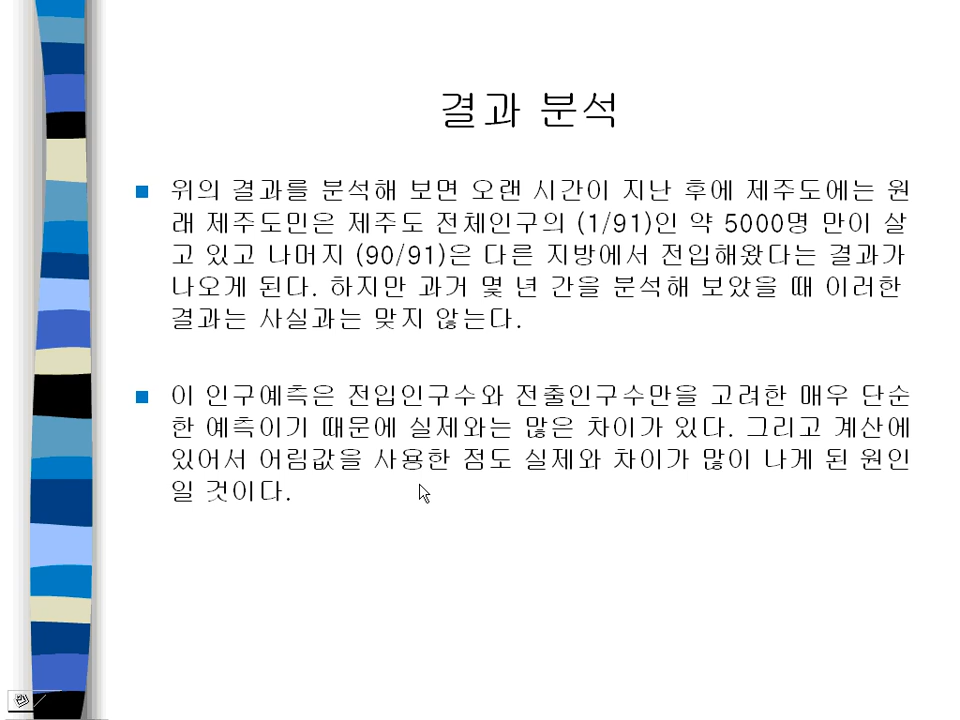 결과 분석
위의 결과를 분석해 보면 오랜 시간이 지난 후에 제주도에는 원
래 제주도민은 제주도 전체인구의 (1/91)인 약 5000명 만이 살
고 있고 나머지 (90/91)은 다른 지방에서 전입해왔다는 결과가
나오게 된다. 하지만 과거 몇 년 간을 분석해 보았을 때 이러한
결과는 사실과는 맞지 않는다.
이 인구예측은 전입인구수와 전출인구수만을 고려한 매우 단순
한 예측이기 때문에 실제와는 많은 차이가 있다. 그리고 계산에
있어서 어림값을 사용한 점도 실제와 차이가 많이 나게 된 원인
일 것이다.